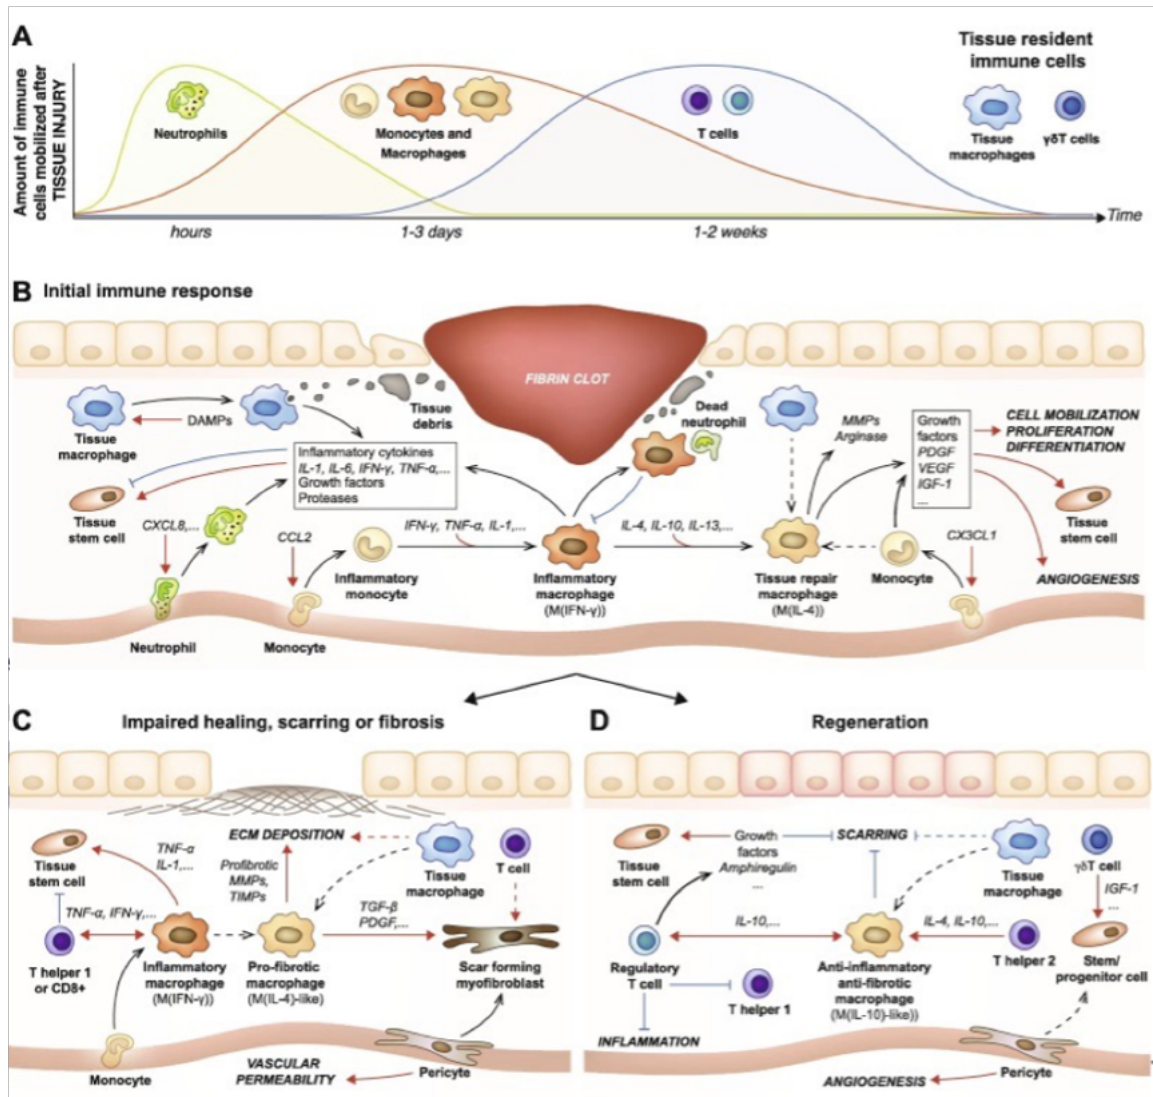 A
Amount of immune
cells mobilized after
TISSUE INJURY
Neutrophils
Monocytes and
Macrophages
T cells
Tissue resident
immune cells
Tissue
macrophages
γδT cells
hours
1-3 days
1-2 weeks
Time
B Initial immune response
FIBRIN CLOT
Tissue
macrophage
DAMPs
Tissue
debris
Dead
neutrophil
Inflammatory cytokines
IL-1, IL-6, IFN-γ, TNF-α,...
Growth factors
Proteases
MMPs
Arginase
Growth
factors
PDGF
VEGF
IGF-1
...
CELL MOBILIZATION
PROLIFERATION
DIFFERENTIATION
Tissue
stem cell
CXCL8,...
CCL2
IFN-γ, TNF-α, IL-1,...
IL-4, IL-10, IL-13,...
CX3CL1
Tissue
stem cell
Inflammatory
monocyte
Inflammatory
macrophage
(M(IFN-γ))
Tissue repair
macrophage
(M(IL-4))
Monocyte
ANGIOGENESIS
Neutrophil
Monocyte
C Impaired healing, scarring or fibrosis
Tissue
stem cell
TNF-α
IL-1,...
ECM DEPOSITION
Profibrotic
MMPs,
TIMPs
Tissue
macrophage
T cell
TNF-α, IFN-γ,...
TGF-β
PDGF,...
T helper 1
or CD8+
Inflammatory
macrophage
(M(IFN-γ))
Pro-fibrotic
macrophage
(M(IL-4)-like)
Scar forming
myofibroblast
Monocyte
VASCULAR
PERMEABILITY
Pericyte
D Regeneration
Tissue
stem cell
Growth
factors
Amphiregulin
...
SCARRING
Tissue
macrophage
γδT cell
IGF-1
...
IL-10,...
IL-4, IL-10,...
Regulatory
T cell
T helper 1
Anti-inflammatory
anti-fibrotic
macrophage
(M(IL-10)-like))
T helper 2
Stem/
progenitor cell
INFLAMMATION
ANGIOGENESIS
Pericyte